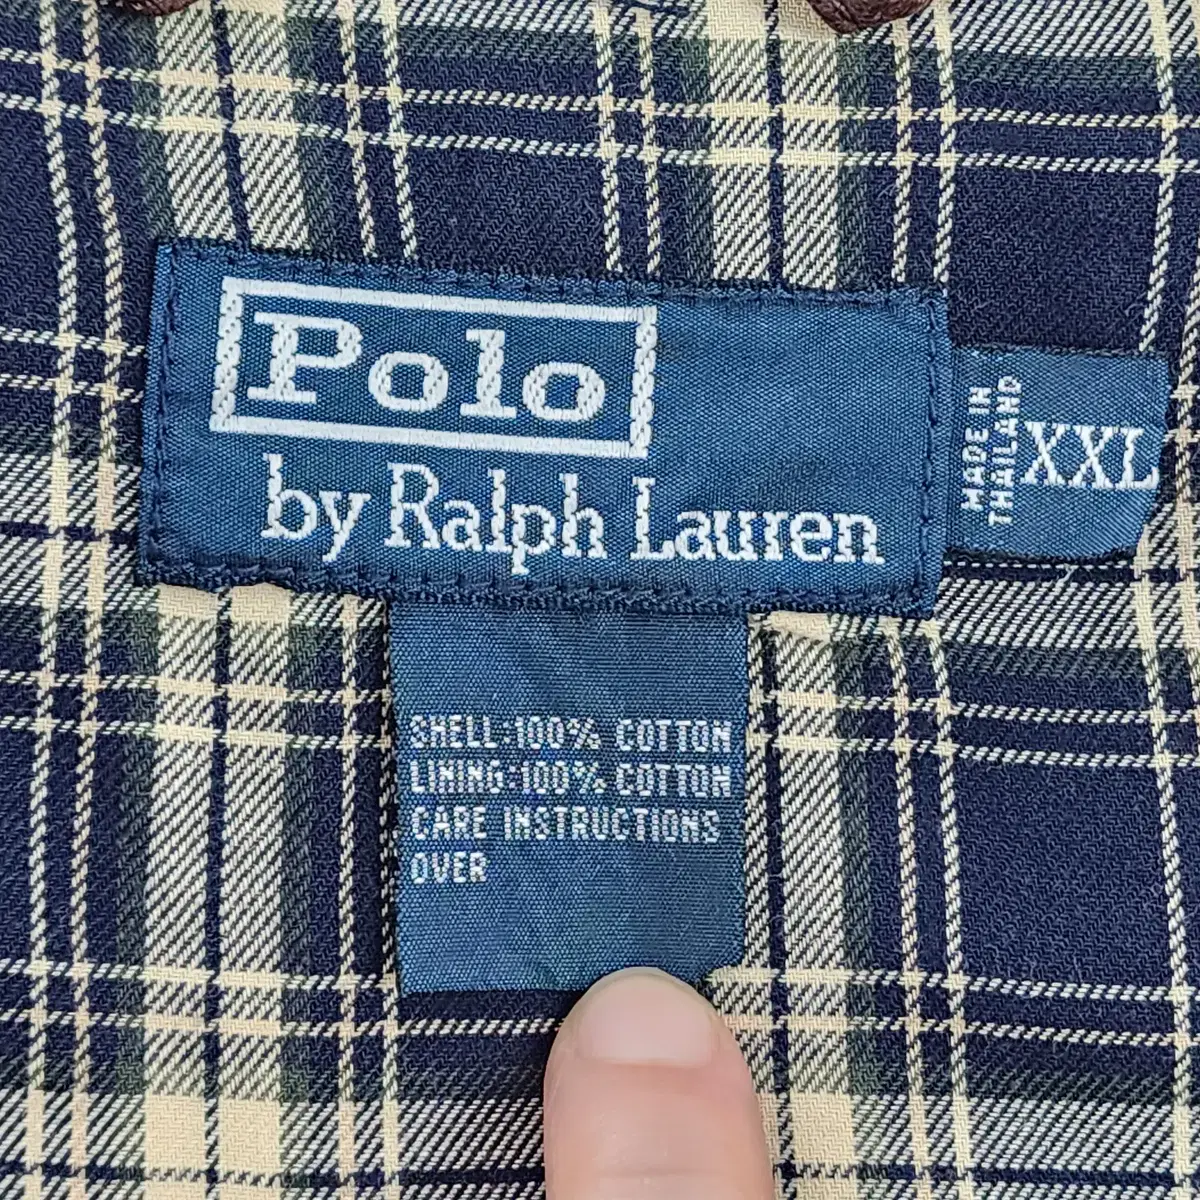 Polo
by Ralph Lauren
MADE IN
THAILAND
XXL
SHELL-100% COTTON
LINING-100% COTTON
CARE INSTRUCTIONS
OVER